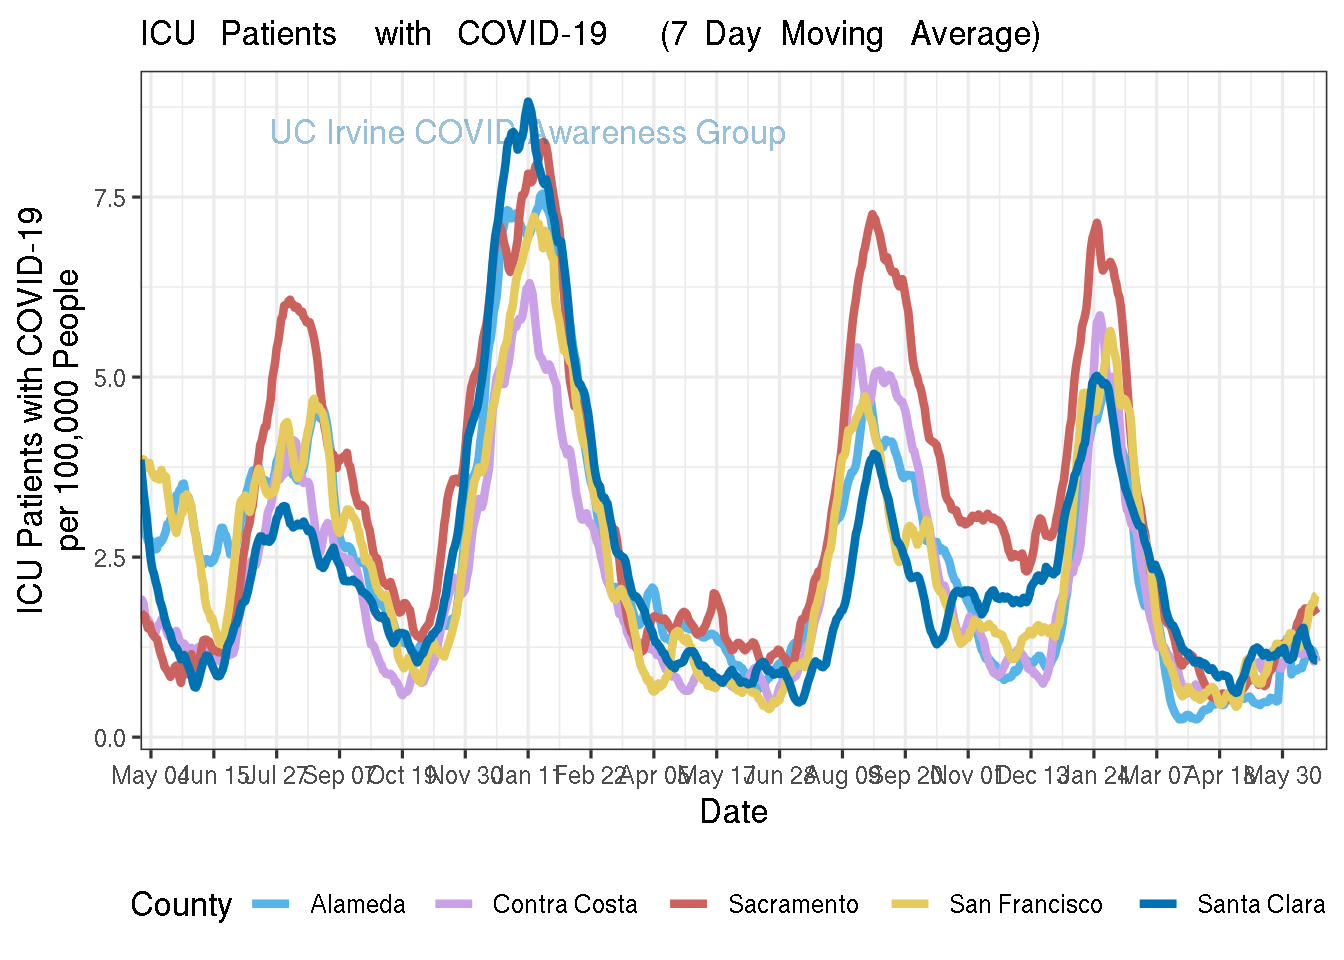 ICU Patients with COVID-19 (7 Day Moving Average)
UC Irvine COVID Awareness Group
ICU Patients with COVID-19
per 100,000 People
7.5
5.0
2.5
0.0
May 04 Jun 15 Jul 27 Sep 07 Oct 19 Nov 30 Jan 11 Feb 22 Apr 05 May 17 Jun 28 Aug 09 Sep 20 Nov 01 Dec 13 Jan 24 Mar 07 Apr 18 May 30
Date
County Alameda Contra Costa Sacramento San Francisco Santa Clara